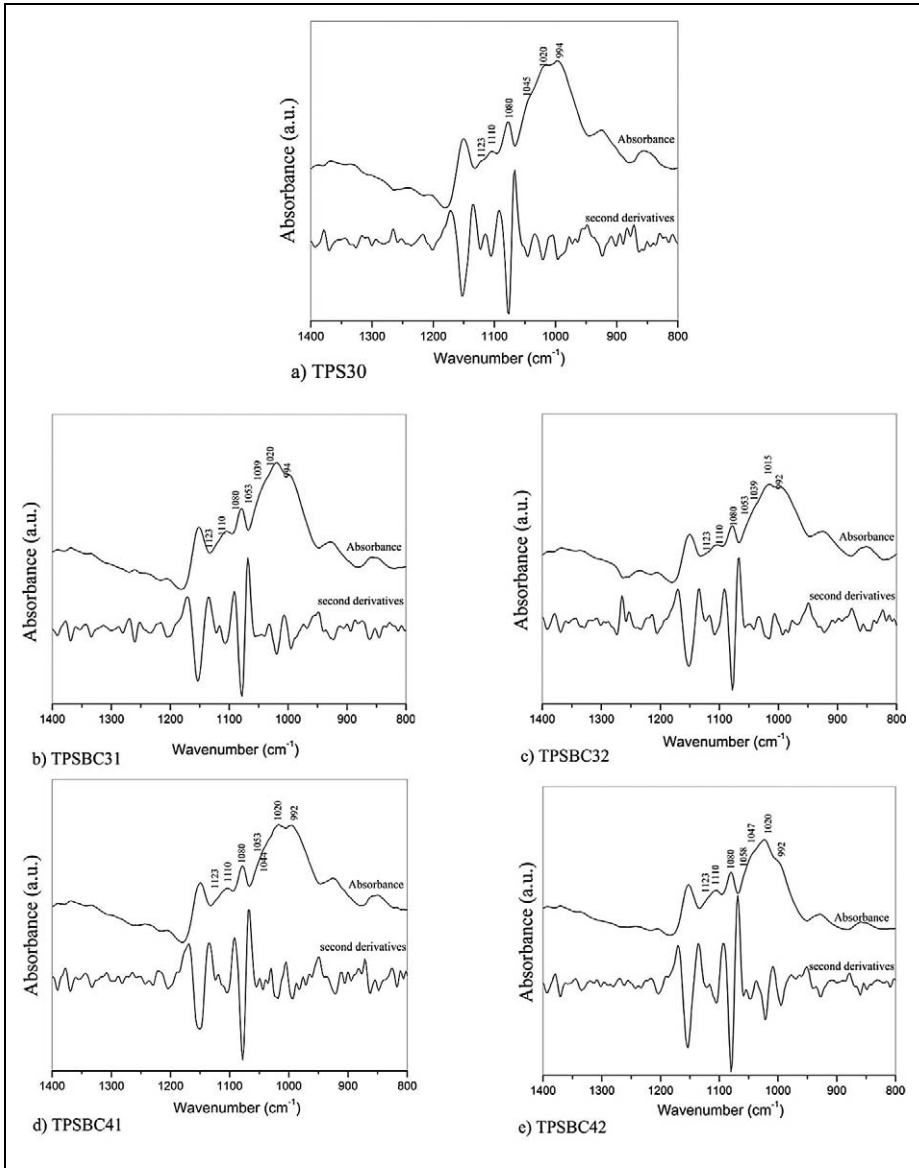 Absorbance (a.u.)
1123
1110
1080
1045
1020
994
Absorbance
second derivatives
1400 1300 1200 1100 1000 900 800
Wavenumber (cm-1)
a) TPS30
Absorbance (a.u.)
1123
1110
1080
1053
1039
1020
994
Absorbance
second derivatives
1400 1300 1200 1100 1000 900 800
Wavenumber (cm-1)
b) TPSBC31
Absorbance (a.u.)
1123
1110
1080
1053
1039
1015
992
Absorbance
second derivatives
1400 1300 1200 1100 1000 900 800
Wavenumber (cm-1)
c) TPSBC32
Absorbance (a.u.)
1123
1110
1080
1053
1044
1020
992
Absorbance
second derivatives
1400 1300 1200 1100 1000 900 800
Wavenumber (cm-1)
d) TPSBC41
Absorbance (a.u.)
1123
1110
1080
1058
1047
1020
992
Absorbance
second derivatives
1400 1300 1200 1100 1000 900 800
Wavenumber (cm-1)
e) TPSBC42